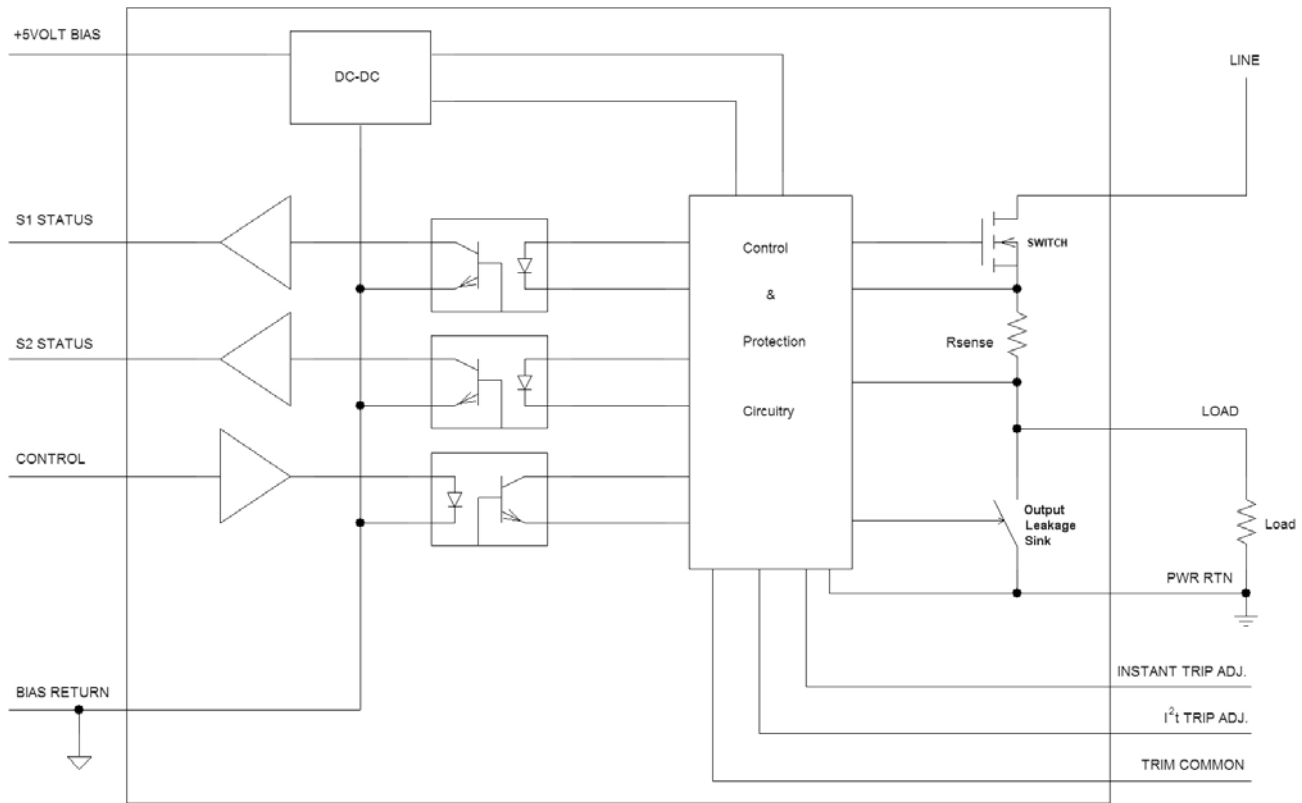 +5VOLT BIAS
DC-DC
LINE
S1 STATUS
Control
SWITCH
&
S2 STATUS
Protection
Rsense
Circuitry
LOAD
CONTROL
Output
Leakage
Sink
Load
PWR RTN
INSTANT TRIP ADJ.
BIAS RETURN
I²t TRIP ADJ.
TRIM COMMON